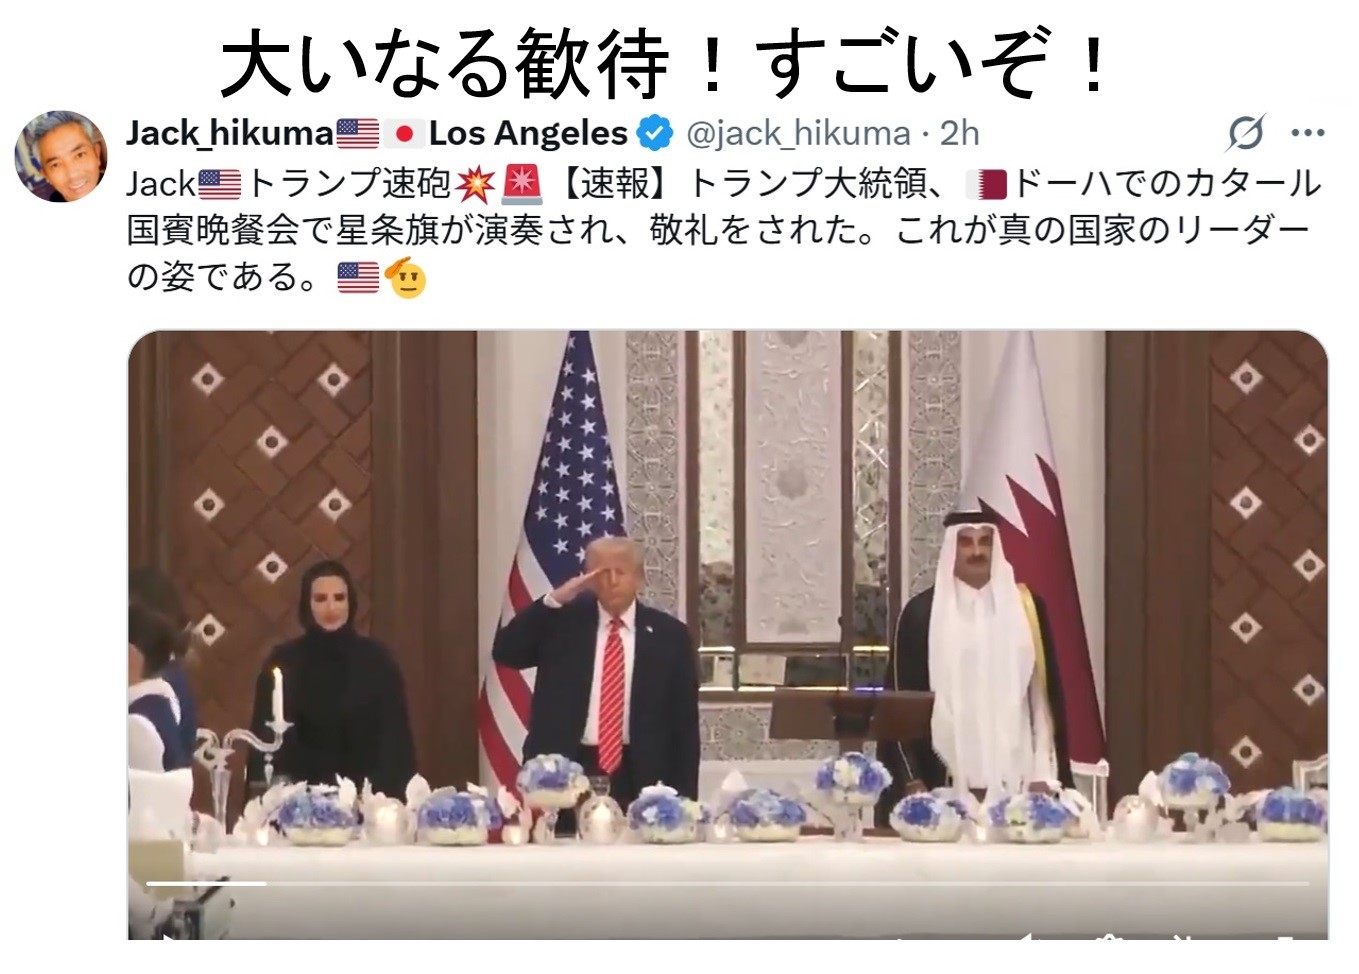 大いなる歓待！すごいぞ！
Jack_hikuma🇺🇸🇯🇵Los Angeles @jack_hikuma · 2h
Jack🇺🇸トランプ速砲💥🚨【速報】トランプ大統領、🇶🇦ドーハでのカタール
国賓晩餐会で星条旗が演奏され、敬礼をされた。これが真の国家のリーダー
の姿である。🇺🇸🫡